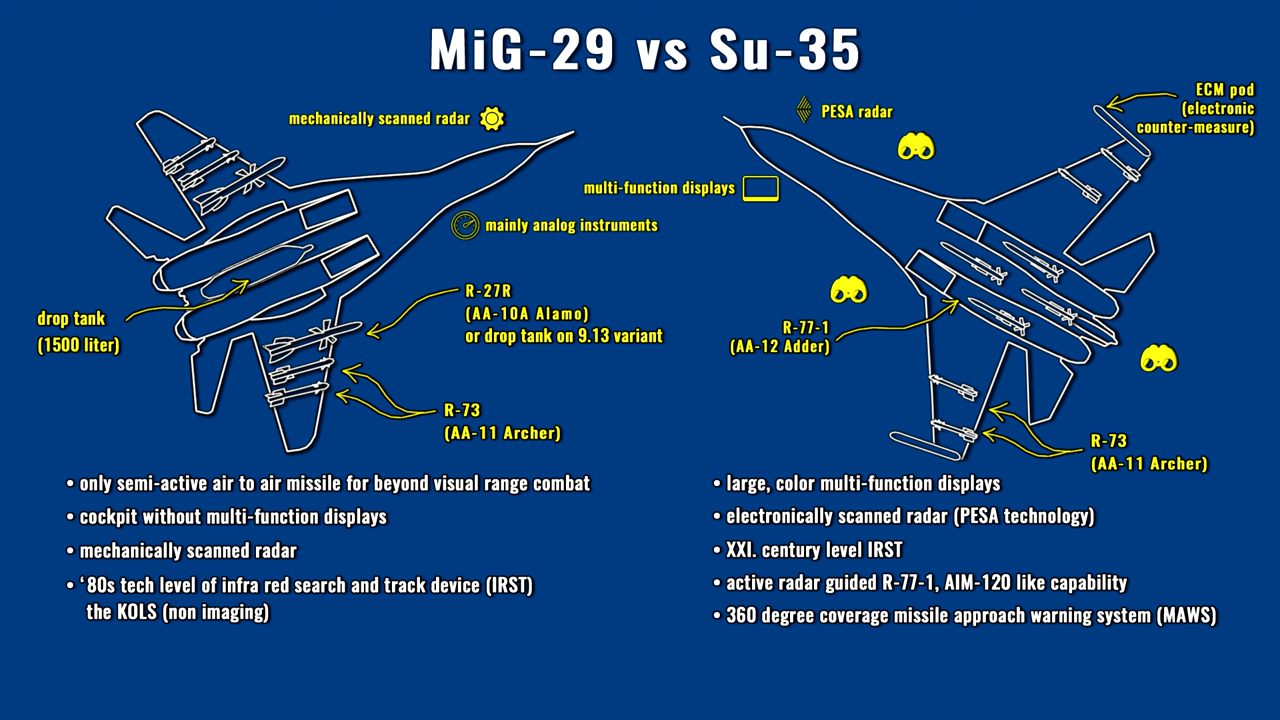 MiG-29 vs Su-35
mechanically scanned radar
mainly analog instruments
drop tank
(1500 liter)
R-27R
(AA-10A Alamo)
or drop tank on 9.13 variant
R-73
(AA-11 Archer)
• only semi-active air to air missile for beyond visual range combat
• cockpit without multi-function displays
• mechanically scanned radar
• ‘80s tech level of infra red search and track device (IRST)
the KOLS (non imaging)
PESA radar
ECM pod
(electronic
counter-measure)
multi-function displays
R-77-1
(AA-12 Adder)
R-73
(AA-11 Archer)
• large, color multi-function displays
• electronically scanned radar (PESA technology)
• XXI. century level IRST
• active radar guided R-77-1, AIM-120 like capability
• 360 degree coverage missile approach warning system (MAWS)